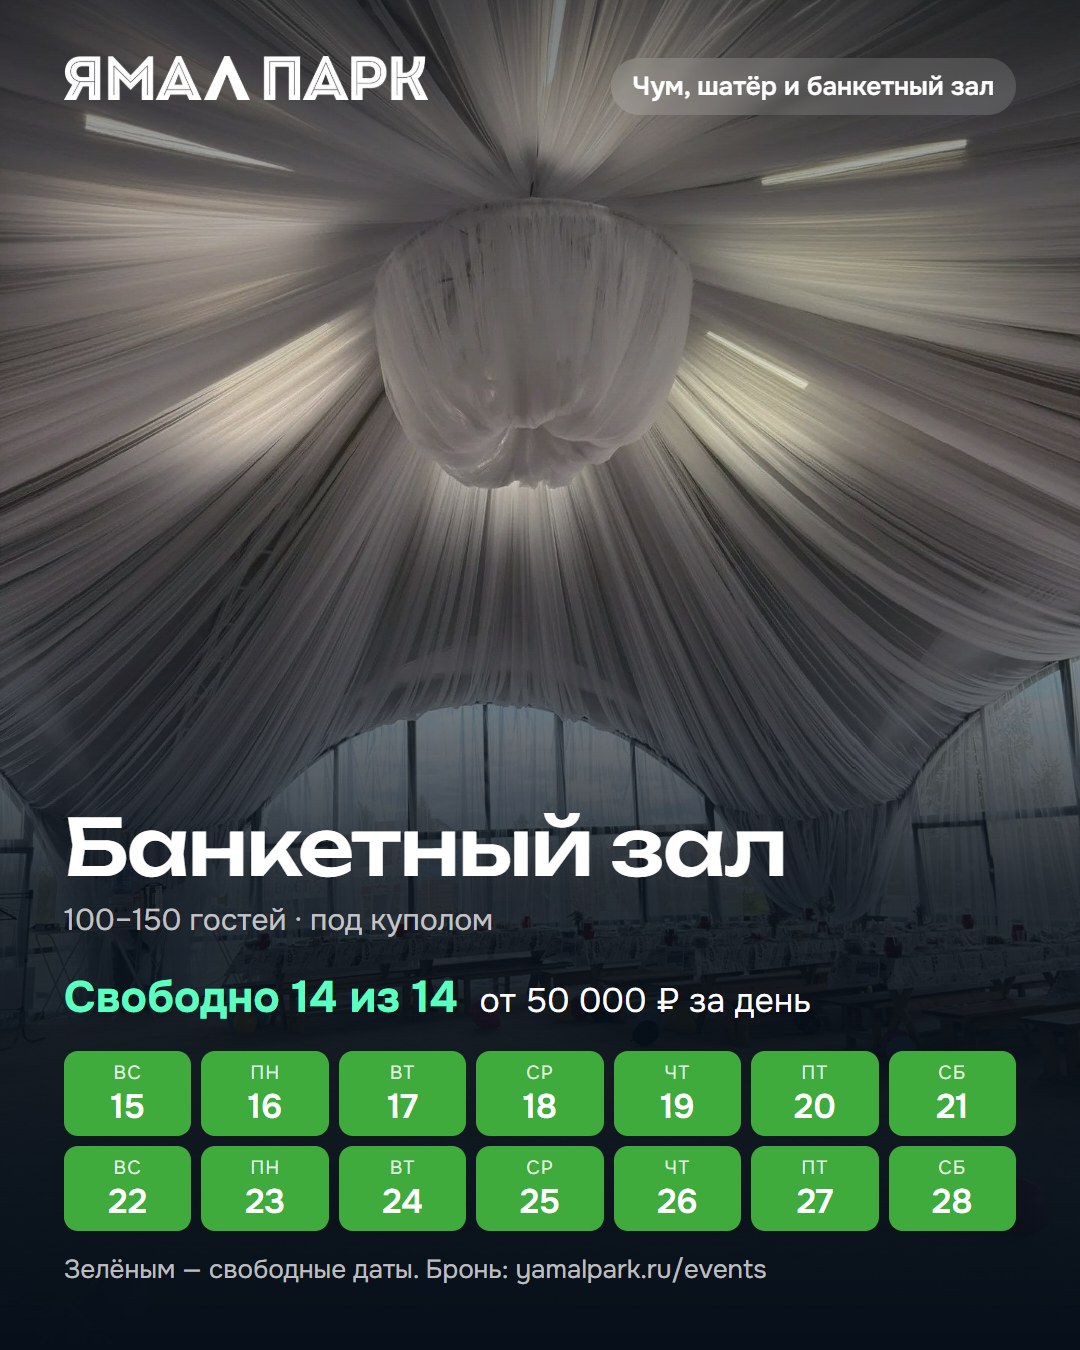 ЯМАЛ ПАРК
Чум, шатёр и банкетный зал
Банкетный зал
100–150 гостей · под куполом
Свободно 14 из 14 от 50 000 ₽ за день
ВС ПН ВТ СР ЧТ ПТ СБ
15 16 17 18 19 20 21
ВС ПН ВТ СР ЧТ ПТ СБ
22 23 24 25 26 27 28
Зелёным — свободные даты. Бронь: yamalpark.ru/events